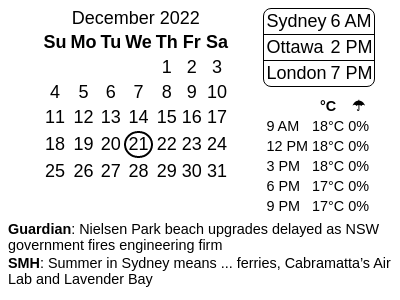 December 2022
Su Mo Tu We Th Fr Sa
1 2 3
4 5 6 7 8 9 10
11 12 13 14 15 16 17
18 19 20 21 22 23 24
25 26 27 28 29 30 31
Sydney 6 AM
Ottawa 2 PM
London 7 PM
°C ☂
9 AM 18°C 0%
12 PM 18°C 0%
3 PM 18°C 0%
6 PM 17°C 0%
9 PM 17°C 0%
Guardian: Nielsen Park beach upgrades delayed as NSW
government fires engineering firm
SMH: Summer in Sydney means ... ferries, Cabramatta’s Air
Lab and Lavender Bay